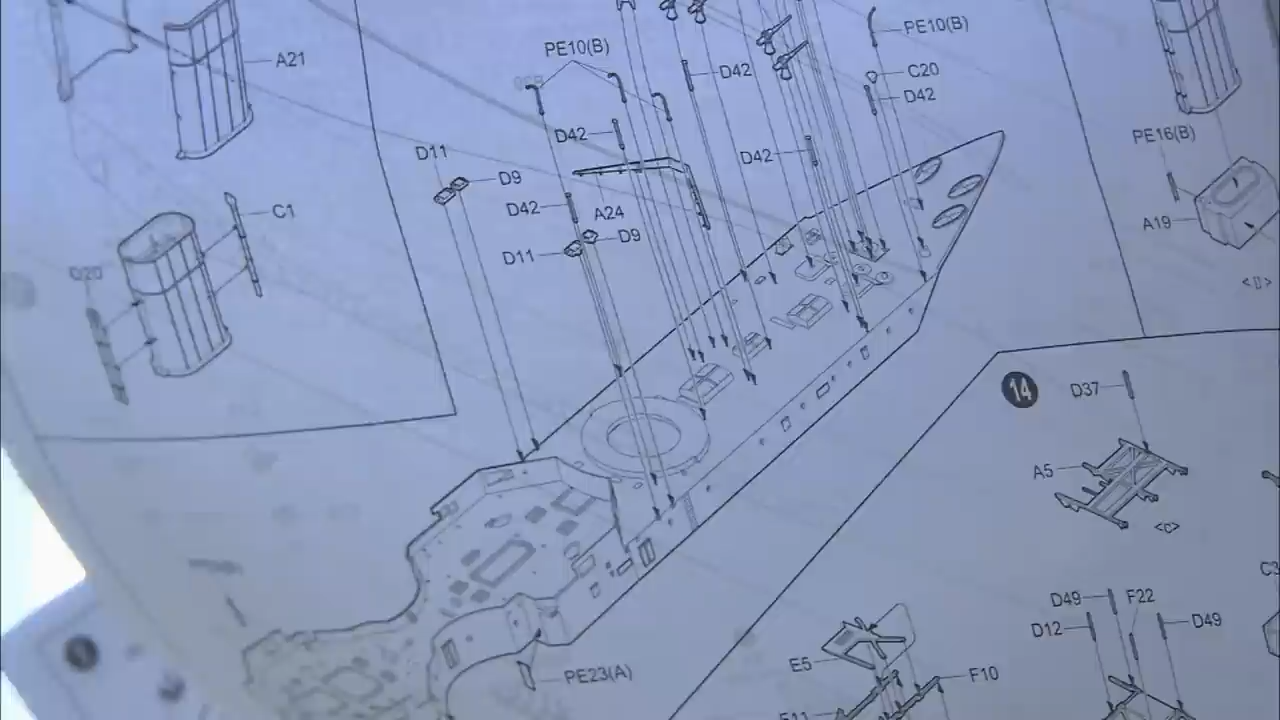 A21
PE10(B)
PE10(B)
D42
C20
D42
D42
D42
PE16(B)
D11
D9
D42
A24
C1
D9
D11
A19
D20
<D>
14
D37
A5
<C>
D49
F22
D12
D49
E5
F10
PE23(A)